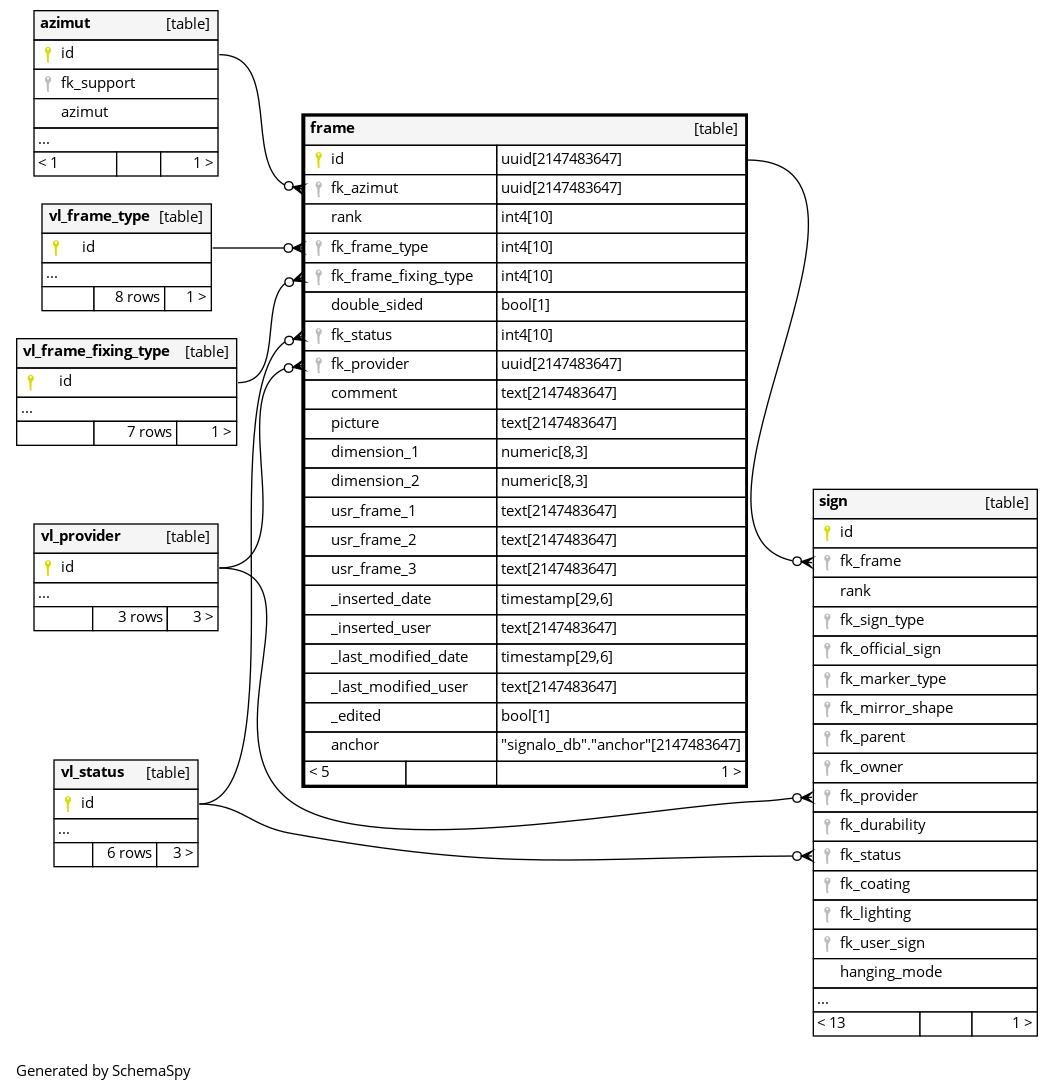 azimut [table]
id
fk_support
azimut
...
< 1 1 >
vl_frame_type [table]
id
...
8 rows 1 >
vl_frame_fixing_type [table]
id
...
7 rows 1 >
vl_provider [table]
id
...
3 rows 3 >
vl_status [table]
id
...
6 rows 3 >
frame [table]
id uuid[2147483647]
fk_azimut uuid[2147483647]
rank int4[10]
fk_frame_type int4[10]
fk_frame_fixing_type int4[10]
double_sided bool[1]
fk_status int4[10]
fk_provider uuid[2147483647]
comment text[2147483647]
picture text[2147483647]
dimension_1 numeric[8,3]
dimension_2 numeric[8,3]
usr_frame_1 text[2147483647]
usr_frame_2 text[2147483647]
usr_frame_3 text[2147483647]
_inserted_date timestamp[29,6]
_inserted_user text[2147483647]
_last_modified_date timestamp[29,6]
_last_modified_user text[2147483647]
_edited bool[1]
anchor "signalo_db"."anchor"[2147483647]
< 5 1 >
sign [table]
id
fk_frame
rank
fk_sign_type
fk_official_sign
fk_marker_type
fk_mirror_shape
fk_parent
fk_owner
fk_provider
fk_durability
fk_status
fk_coating
fk_lighting
fk_user_sign
hanging_mode
...
< 13 1 >
Generated by SchemaSpy